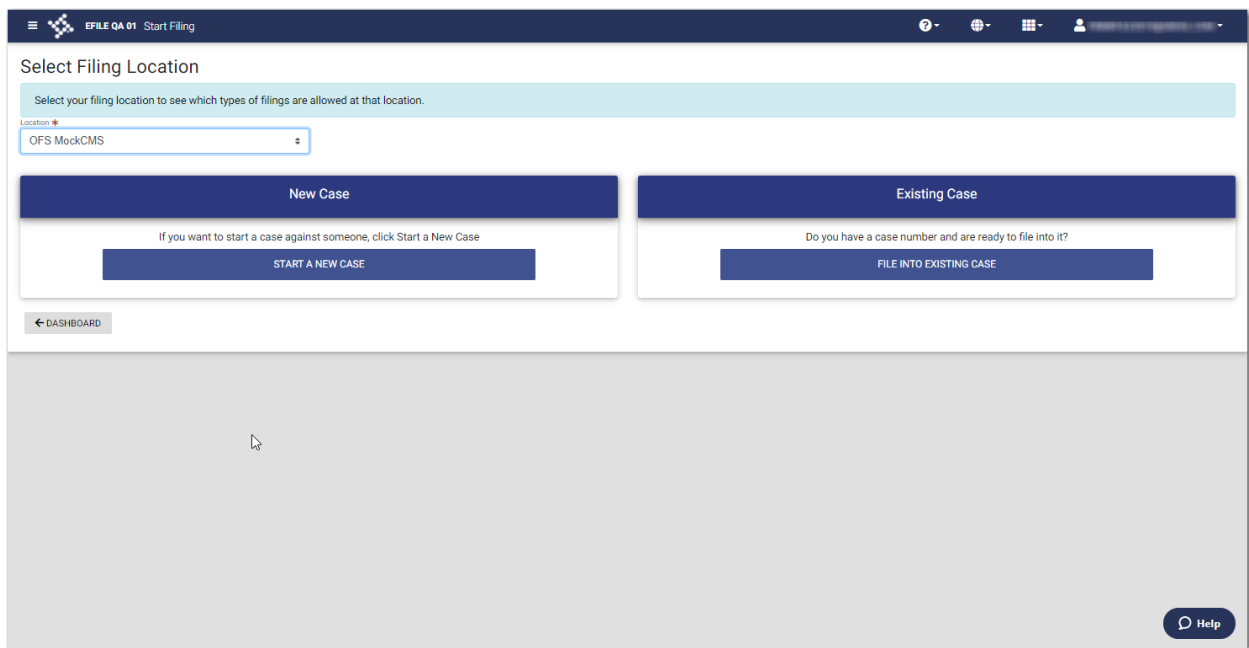 EFILE QA 01 Start Filing
Select Filing Location
Select your filing location to see which types of filings are allowed at that location.
Location *
OFS MockCMS
New Case
If you want to start a case against someone, click Start a New Case
START A NEW CASE
Existing Case
Do you have a case number and are ready to file into it?
FILE INTO EXISTING CASE
DASHBOARD
Help